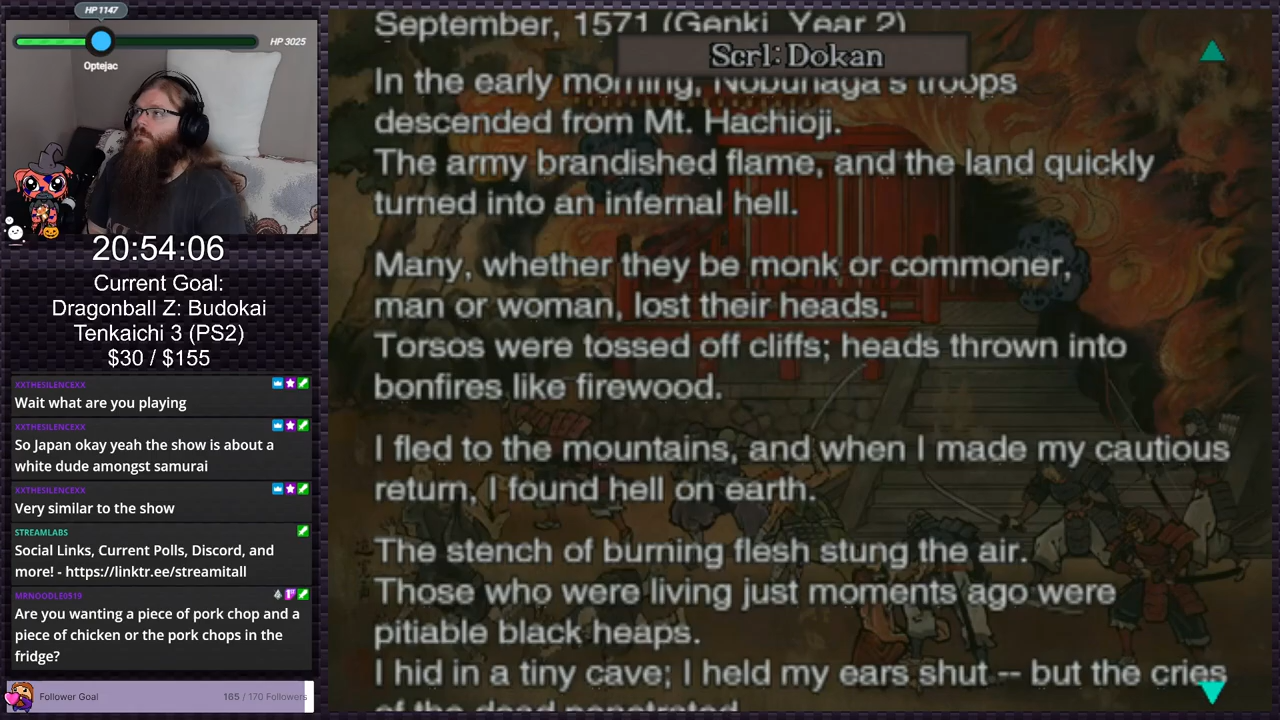 HP 1147
HP 3025
Optejac
20:54:06
Current Goal:
Dragonball Z: Budokai
Tenkaichi 3 (PS2)
$30 / $155
XXTHESILENCEXX
Wait what are you playing
XXTHESILENCEXX
So Japan okay yeah the show is about a
white dude amongst samurai
XXTHESILENCEXX
Very similar to the show
STREAMLABS
Social Links, Current Polls, Discord, and
more! - https://linktr.ee/streamitall
MRNOODLE0519
Are you wanting a piece of pork chop and a
piece of chicken or the pork chops in the
fridge?
Follower Goal
165 / 170 Followers
September, 1571 (Genki, Year 2)
Scrl: Dokan
In the early morning, Nobunaga's troops
descended from Mt. Hachioji.
The army brandished flame, and the land quickly
turned into an infernal hell.
Many, whether they be monk or commoner,
man or woman, lost their heads.
Torsos were tossed off cliffs; heads thrown into
bonfires like firewood.
I fled to the mountains, and when I made my cautious
return, I found hell on earth.
The stench of burning flesh stung the air.
Those who were living just moments ago were
pitiable black heaps.
I hid in a tiny cave; I held my ears shut -- but the cries
of the dead penetrated